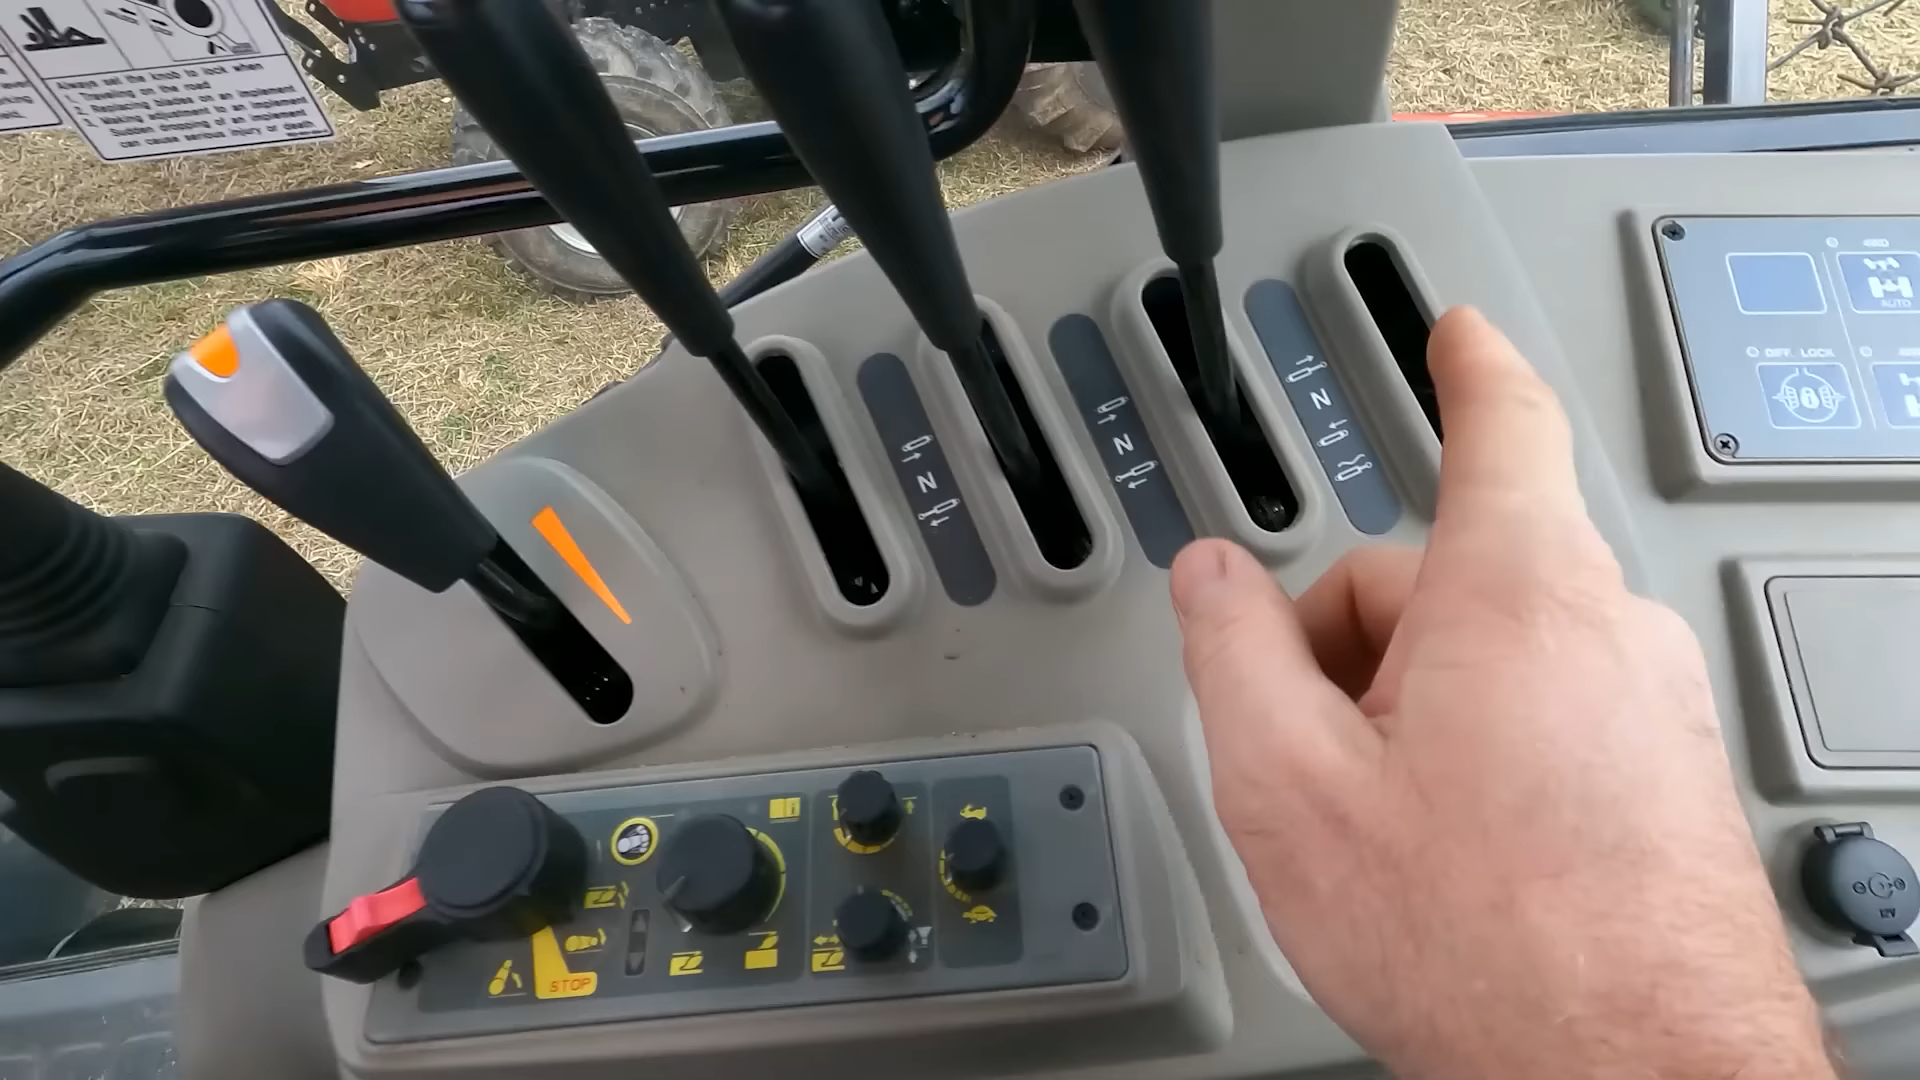 Always set the knob to lock when
1. Travelling on the road
2. Replacing blades on an implement
3. Making adjustment to an implement
Sudden dropping of an implement
can cause serious injury or death.
4WD
AUTO
DIFF. LOCK
N
N
N
STOP
12V